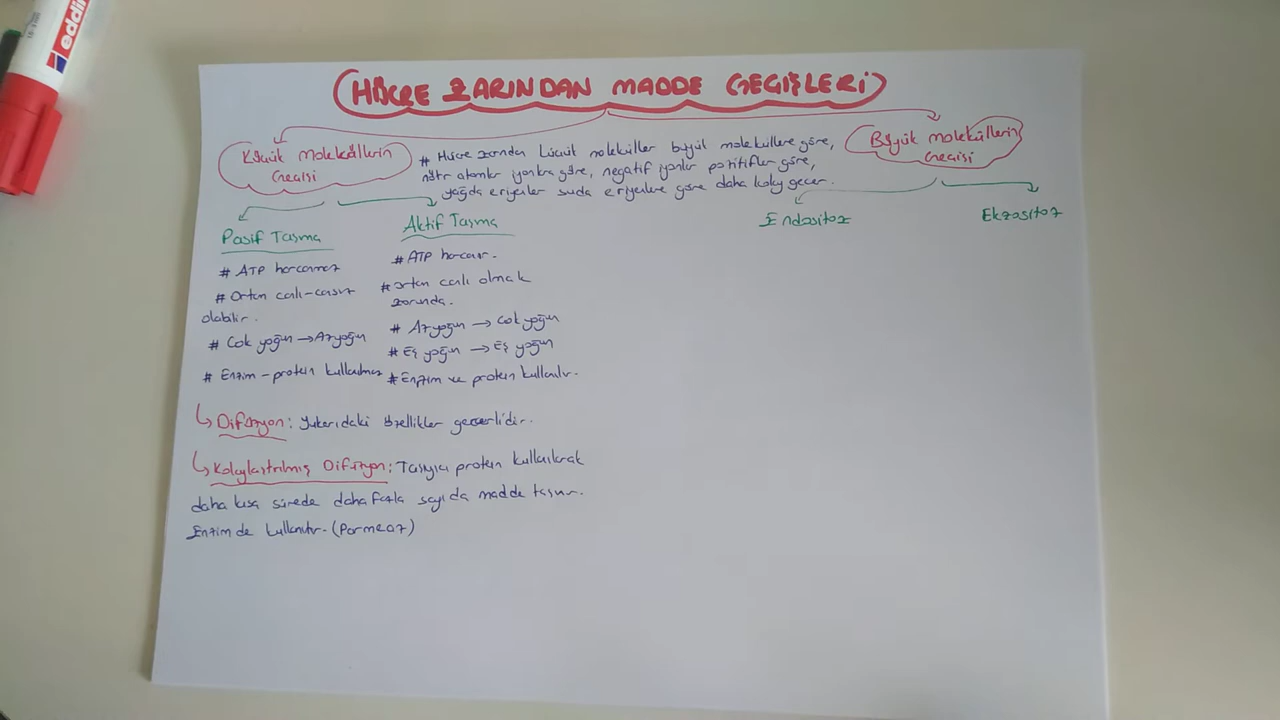 edding
HÜCRE ZARINDAN MADDE GEÇİŞLERİ
Küçük Moleküllerin
Geçişi
# Hücre zarından küçük moleküller büyük moleküllere göre,
nötr atomlar iyonlara göre, negatif iyonlar pozitifler göre,
yağda eriyenler suda eriyenlere göre daha kolay geçer.
Büyük Moleküllerin
Geçişi
Pasif Taşıma
# ATP harcanmaz
# Ortam canlı-cansız
olabilir.
# Çok yoğun → Az yoğun
# Enzim - protein kullanılmaz
Aktif Taşıma
# ATP harcanır.
# Ortam canlı olmak
zorunda.
# Az yoğun → Çok yoğun
# Eş yoğun → Eş yoğun
# Enzim ve protein kullanılır.
Endositoz
Ekzositoz
Difüzyon: Yukarıdaki özellikler geçerlidir.
Kolaylaştırılmış Difüzyon: Taşıyıcı protein kullanılarak
daha kısa sürede daha fazla sayıda madde taşınır.
Enzim de kullanılır. (Permeaz)